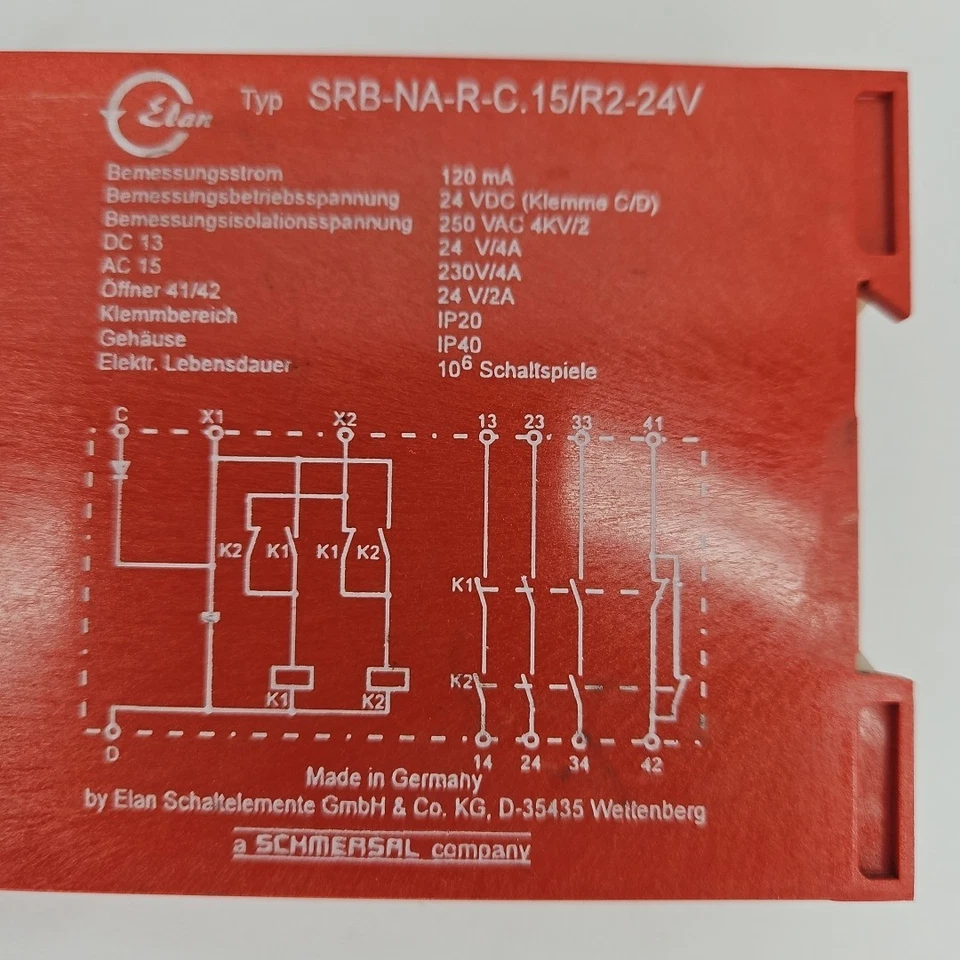 Elan
Typ SRB-NA-R-C.15/R2-24V
Bemessungsstrom 120 mA
Bemessungsbetriebsspannung 24 VDC (Klemme C/D)
Bemessungsisolationsspannung 250 VAC 4KV/2
DC 13 24 V/4A
AC 15 230V/4A
Öffner 41/42 24 V/2A
Klemmbereich IP20
Gehäuse IP40
Elektr. Lebensdauer 10⁶ Schaltspiele
C X1 X2 13 23 33 41
K2 K1 K1 K2
K1
K2
K1 K2
D 14 24 34 42
Made in Germany
by Elan Schaltelemente GmbH & Co. KG, D-35435 Wettenberg
a SCHMERSAL company